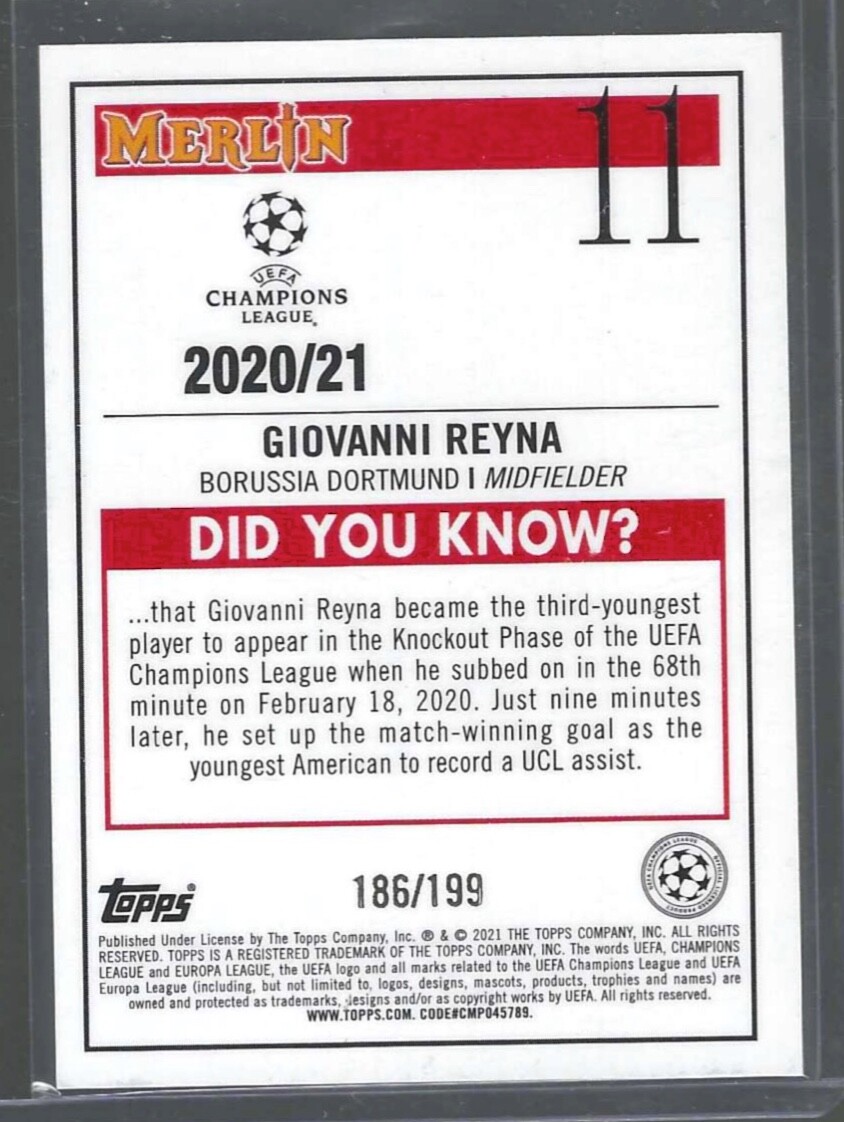 MERLIN
11
UEFA
CHAMPIONS
LEAGUE®
2020/21
GIOVANNI REYNA
BORUSSIA DORTMUND | MIDFIELDER
DID YOU KNOW?
...that Giovanni Reyna became the third-youngest
player to appear in the Knockout Phase of the UEFA
Champions League when he subbed on in the 68th
minute on February 18, 2020. Just nine minutes
later, he set up the match-winning goal as the
youngest American to record a UCL assist.
topps®
186/199
UEFA CHAMPIONS LEAGUE OFFICIAL LICENSED PRODUCT
Published Under License by The Topps Company, Inc. ® & © 2021 THE TOPPS COMPANY, INC. ALL RIGHTS
RESERVED. TOPPS IS A REGISTERED TRADEMARK OF THE TOPPS COMPANY, INC. The words UEFA, CHAMPIONS
LEAGUE and EUROPA LEAGUE, the UEFA logo and all marks related to the UEFA Champions League and UEFA
Europa League (including, but not limited to, logos, designs, mascots, products, trophies and names) are
owned and protected as trademarks, designs and/or as copyright works by UEFA. All rights reserved.
WWW.TOPPS.COM. CODE#CMP045789.